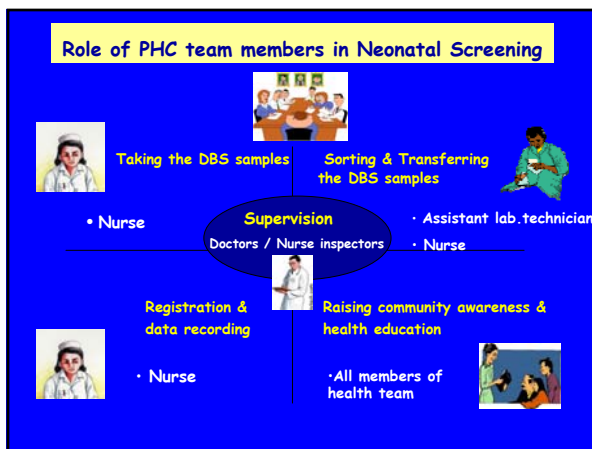 Role of PHC team members in Neonatal Screening
Taking the DBS samples
• Nurse
Sorting & Transferring
the DBS samples
· Assistant lab.technician
· Nurse
Supervision
Doctors / Nurse inspectors
Registration &
data recording
· Nurse
Raising community awareness &
health education
·All members of
health team